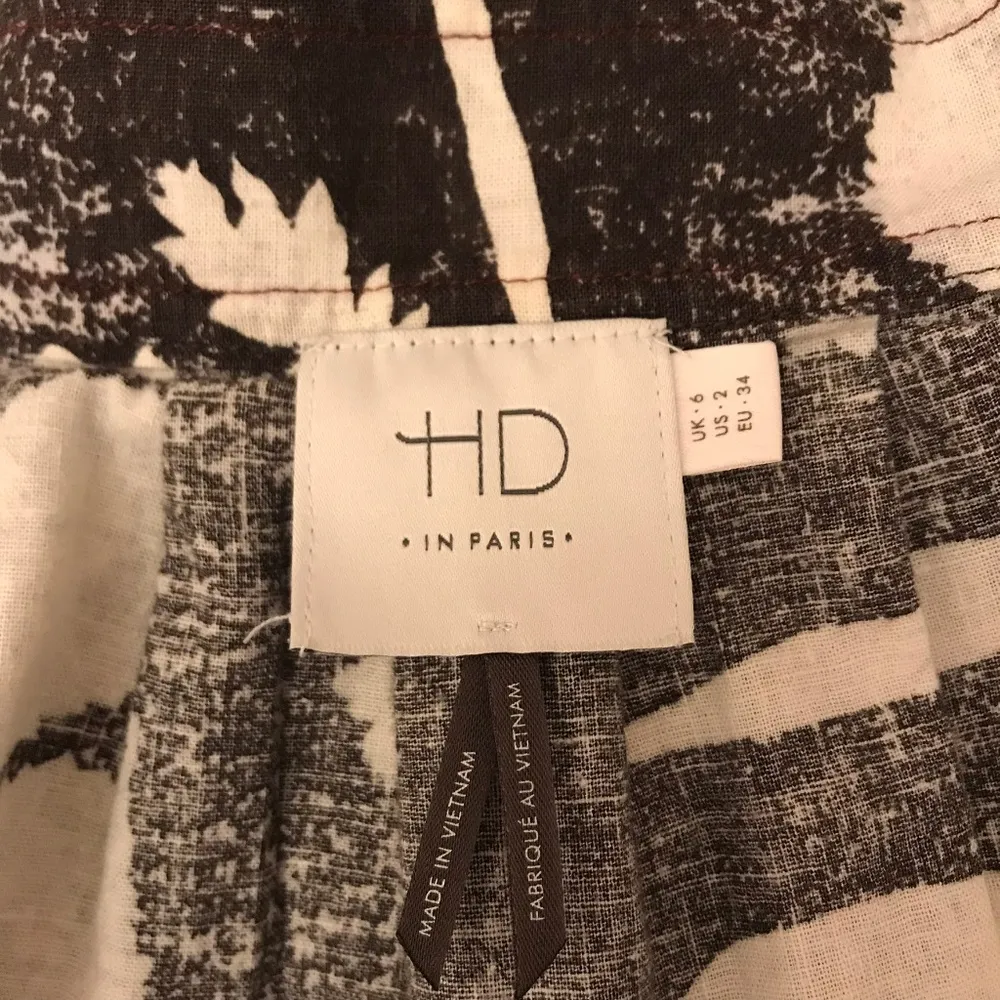 HD
• IN PARIS •
UK · 6
US · 2
EU · 34
MADE IN VIETNAM
FABRIQUÉ AU VIETNAM